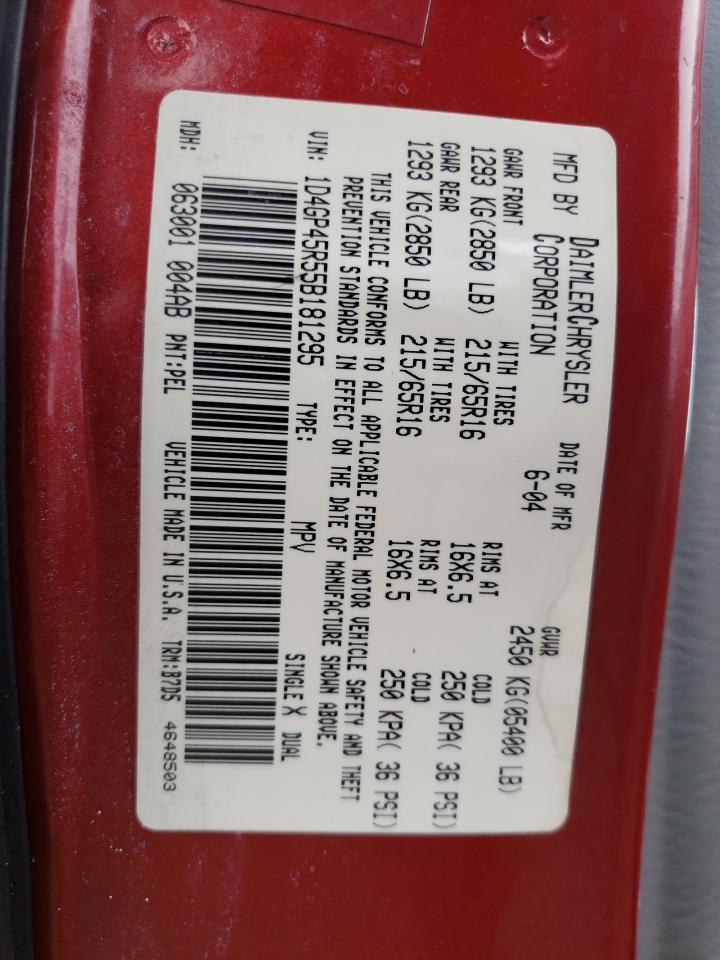 MFD BY DAIMLERCHRYSLER CORPORATION
DATE OF MFR 6-04
GVWR 2450 KG(05400 LB)
GAWR FRONT WITH TIRES RIMS AT COLD
1293 KG(2850 LB) 215/65R16 16X6.5 250 KPA( 36 PSI)
GAWR REAR WITH TIRES RIMS AT COLD
1293 KG(2850 LB) 215/65R16 16X6.5 250 KPA( 36 PSI)
THIS VEHICLE CONFORMS TO ALL APPLICABLE FEDERAL MOTOR VEHICLE SAFETY AND THEFT
PREVENTION STANDARDS IN EFFECT ON THE DATE OF MANUFACTURE SHOWN ABOVE.
VIN: 1D4GP45R55B181295 TYPE: MPV SINGLE X DUAL
MDH: 063001 004AB PNT:PEL VEHICLE MADE IN U.S.A. TRM:B7D5 4648503